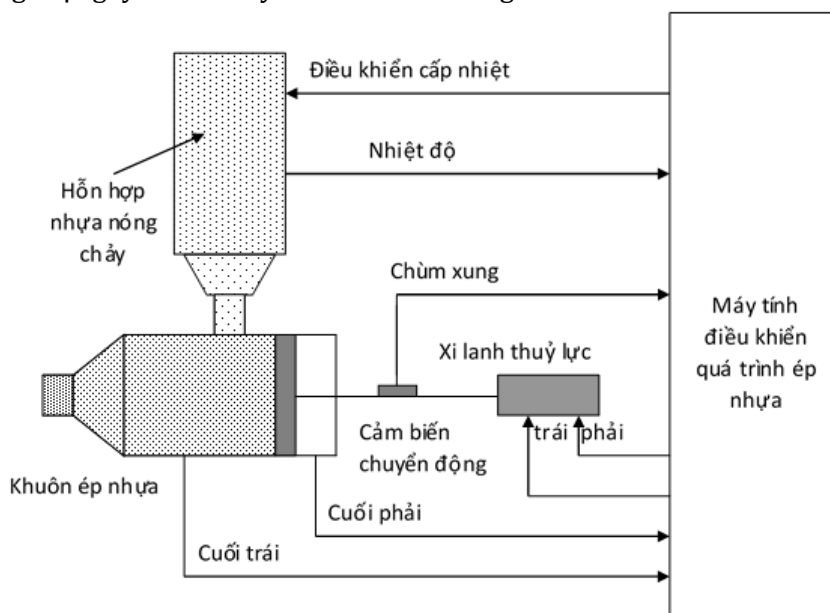 Điều khiển cấp nhiệt
Nhiệt độ
Hỗn hợp
nhựa nóng
chảy
Chùm xung
Máy tính
điều khiển
quá trình ép
nhựa
Xi lanh thuỷ lực
trái phải
Cảm biến
chuyển động
Khuôn ép nhựa
Cuối phải
Cuối trái